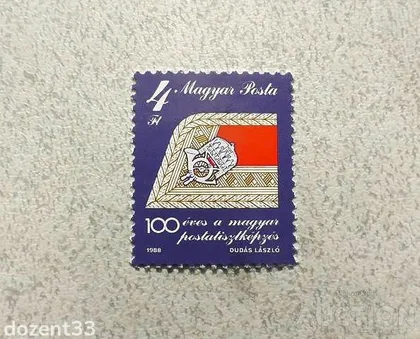 4 Magyar Posta
Ft
100 éves a magyar
postatisztképzés
1988 DUDÁS LÁSZLÓ
dozent33